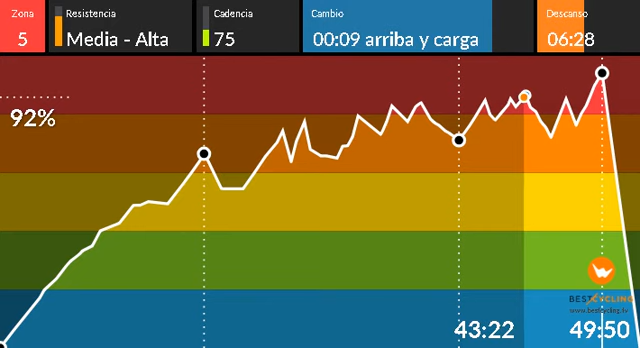 Zona
5
Resistencia
Media - Alta
Cadencia
75
Cambio
00:09 arriba y carga
Descanso
06:28
92%
BESTCYCLING
www.bestcycling.tv
43:22
49:50